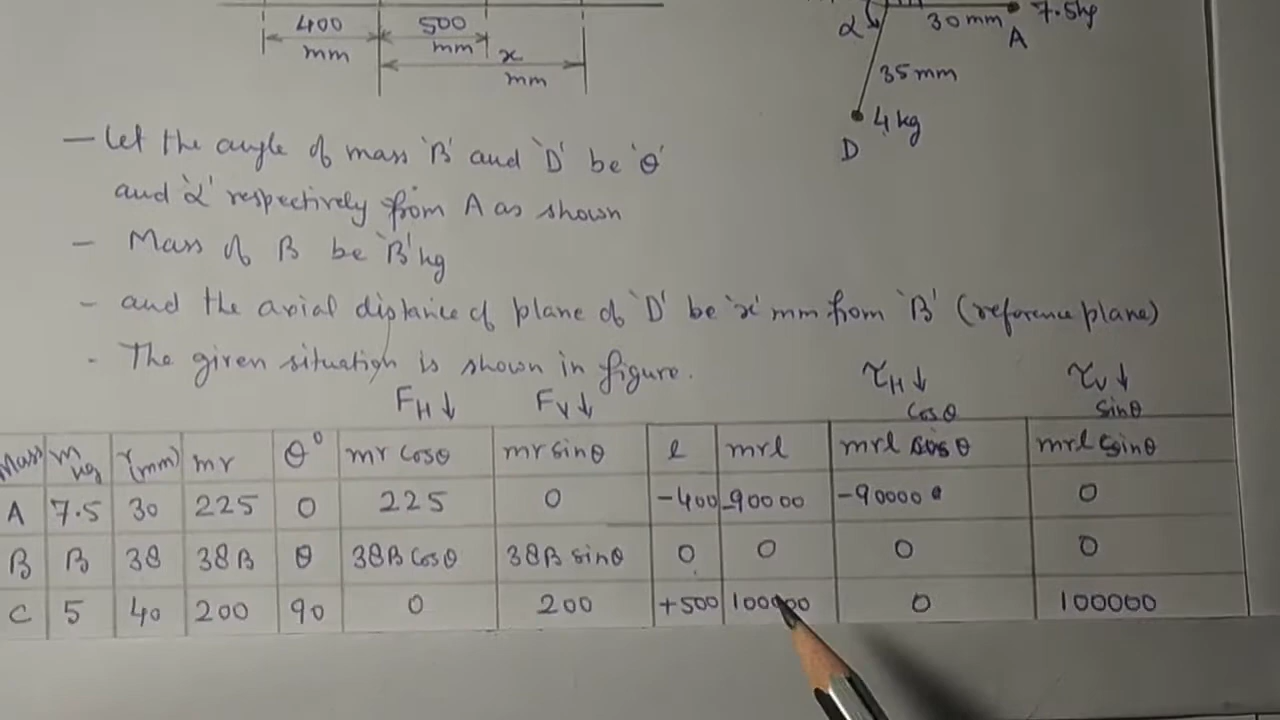 400 mm 500 mm x mm
α 30 mm A 7.5kg
35 mm
4 kg
D
- Let the angle of mass 'B' and 'D' be 'θ'
and 'α' respectively from A as shown
- Mass of B be 'B' kg
- and the axial distance of plane of 'D' be 'x' mm from 'B' (reference plane)
- The given situation is shown in figure.
F_H↓ F_V↓ τ_H↓ τ_V↓
cosθ sinθ
Mass m kg r(mm) mr θ° mr cosθ mr sinθ l mrl mrl cosθ mrl sinθ
A 7.5 30 225 0 225 0 -400 -90000 -90000 0
B B 38 38B θ 38B cosθ 38B sinθ 0 0 0 0
C 5 40 200 90 0 200 +500 100000 0 100000